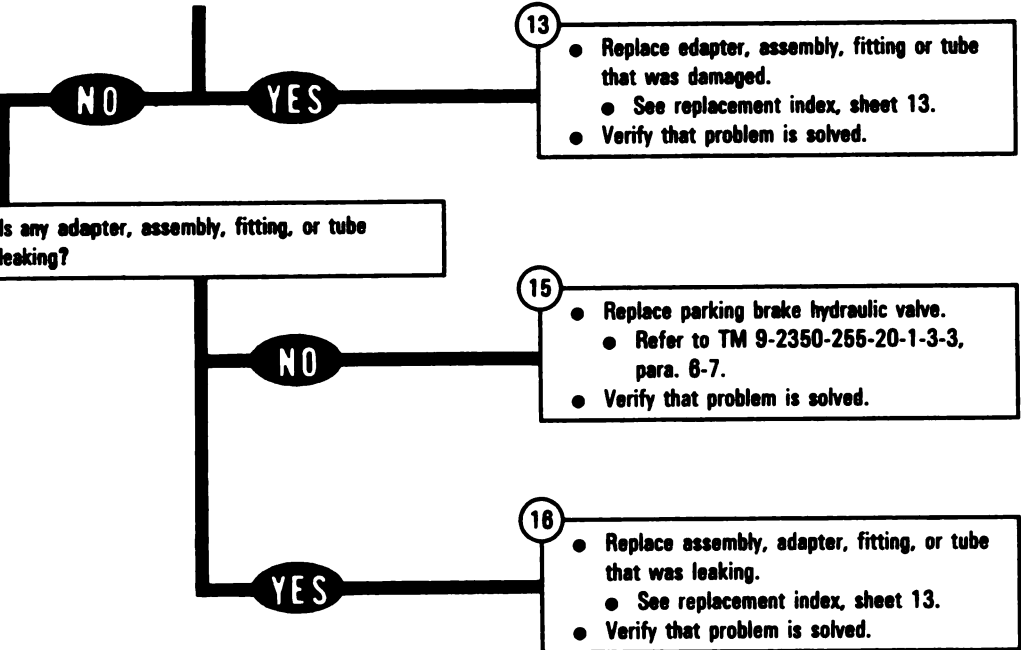 13
● Replace edapter, assembly, fitting or tube
that was damaged.
● See replacement index, sheet 13.
● Verify that problem is solved.
NO
YES
Is any adapter, assembly, fitting, or tube
leaking?
15
● Replace parking brake hydraulic valve.
● Refer to TM 9-2350-255-20-1-3-3,
para. 6-7.
● Verify that problem is solved.
NO
16
● Replace assembly, adapter, fitting, or tube
that was leaking.
● See replacement index, sheet 13.
● Verify that problem is solved.
YES